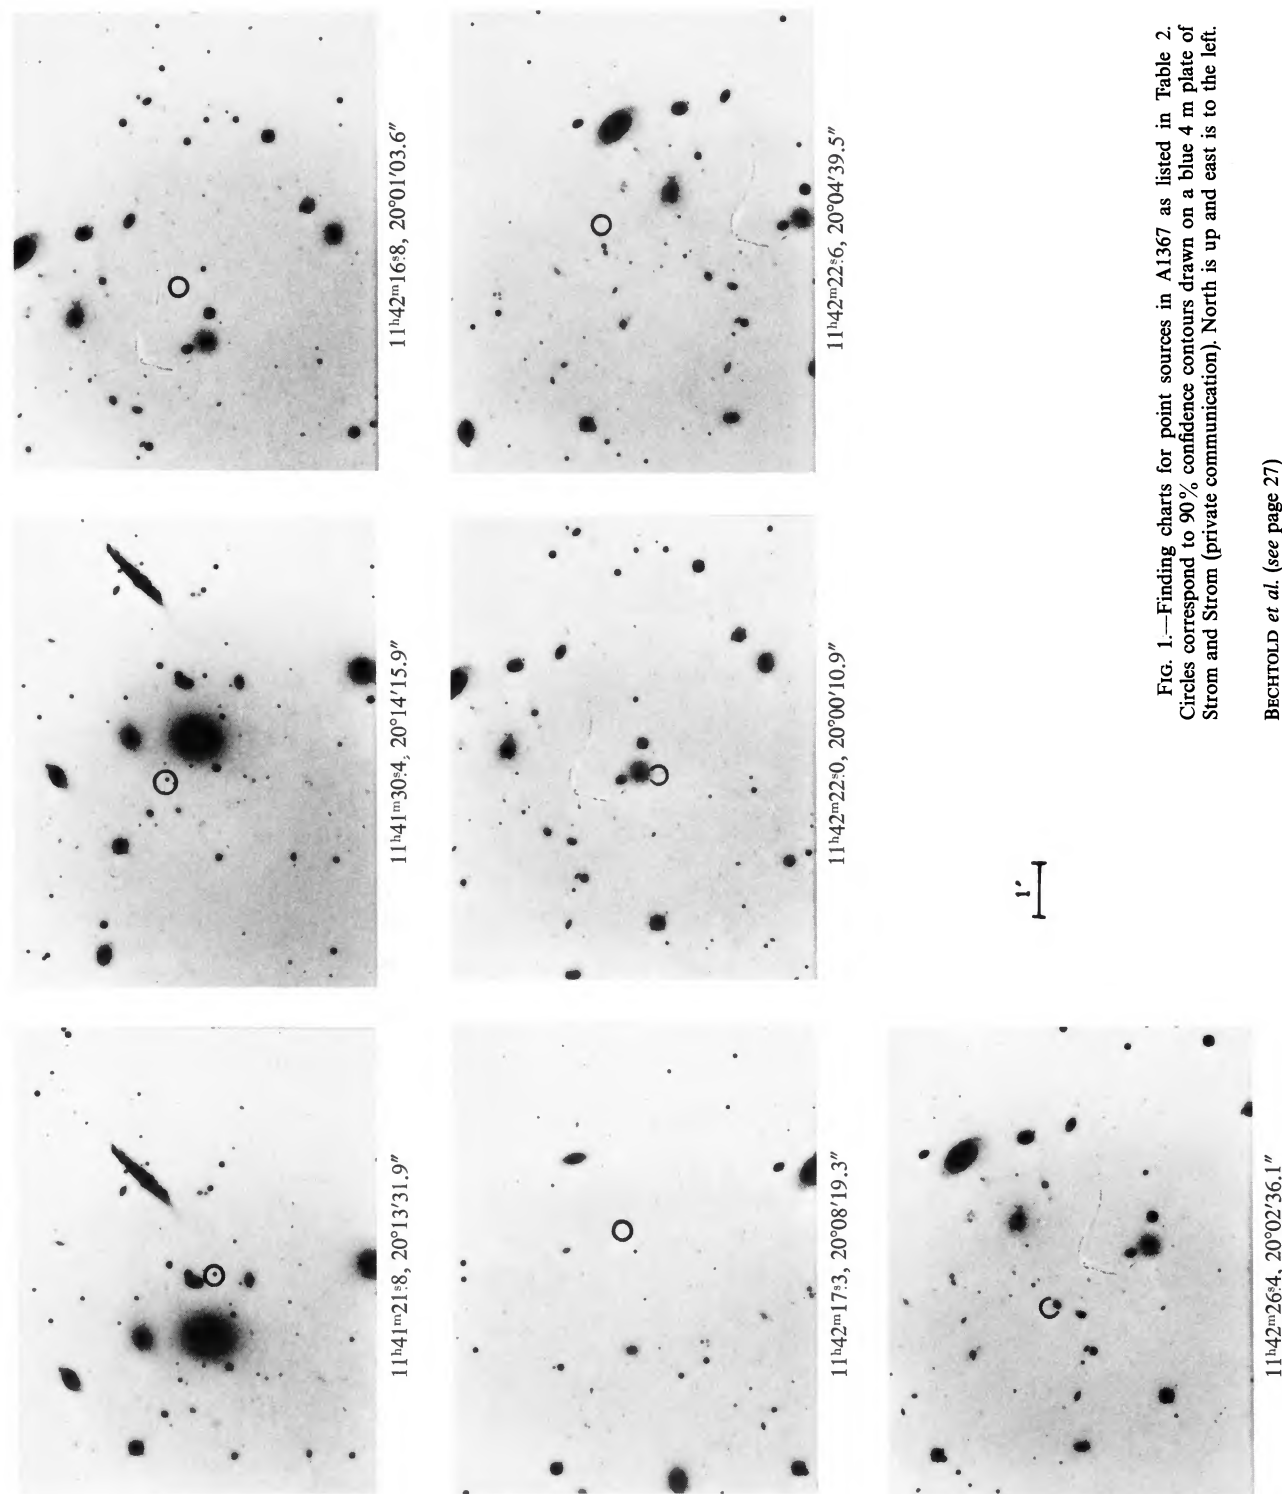 11ʰ41ᵐ21ˢ.8, 20°13′31.9″
11ʰ41ᵐ30ˢ.4, 20°14′15.9″
11ʰ42ᵐ16ˢ.8, 20°01′03.6″
11ʰ42ᵐ17ˢ.3, 20°08′19.3″
11ʰ42ᵐ22ˢ.0, 20°00′10.9″
11ʰ42ᵐ22ˢ.6, 20°04′39.5″
11ʰ42ᵐ26ˢ.4, 20°02′36.1″
1′
FIG. 1.—Finding charts for point sources in A1367 as listed in Table 2.
Circles correspond to 90% confidence contours drawn on a blue 4 m plate of
Strom and Strom (private communication). North is up and east is to the left.
BECHTOLD et al. (see page 27)